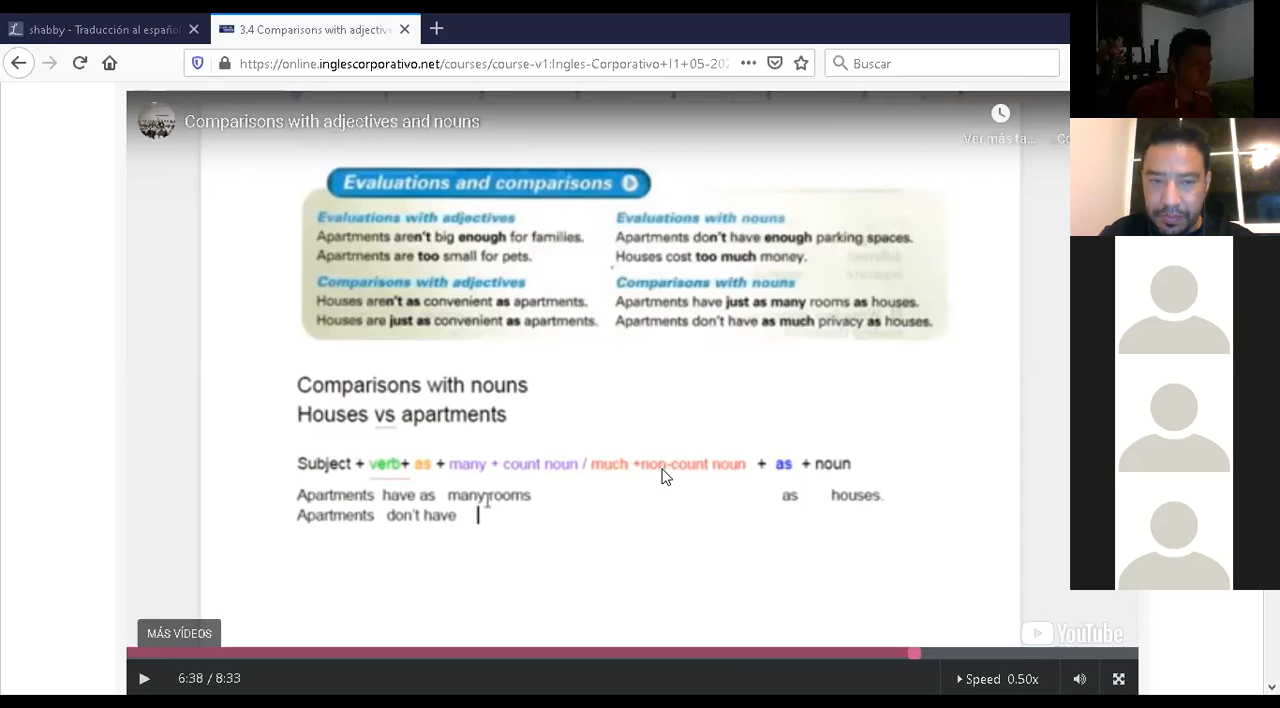 shabby - Traducción al españo
3.4 Comparisons with adjective
https://online.inglescorporativo.net/courses/course-v1:Ingles-Corporativo+I1+05-202
Buscar
Comparisons with adjectives and nouns
Ver más ta...
Co
Evaluations and comparisons
Evaluations with adjectives
Apartments aren't big enough for families.
Apartments are too small for pets.
Comparisons with adjectives
Houses aren't as convenient as apartments.
Houses are just as convenient as apartments.
Evaluations with nouns
Apartments don't have enough parking spaces.
Houses cost too much money.
Comparisons with nouns
Apartments have just as many rooms as houses.
Apartments don't have as much privacy as houses.
Comparisons with nouns
Houses vs apartments
Subject + verb+ as + many + count noun / much +non-count noun + as + noun
Apartments have as many rooms as houses.
Apartments don't have
MÁS VÍDEOS
YouTube
6:38 / 8:33
Speed 0.50x